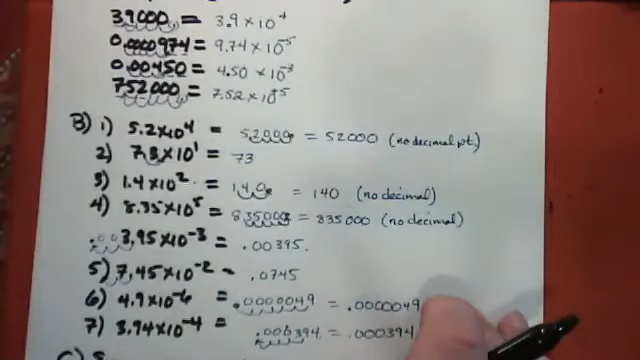 39000 = 3.9 × 10⁴
0.0000974 = 9.74 × 10⁻⁵
0.00450 = 4.50 × 10⁻³
752000 = 7.52 × 10⁺⁵
B) 1) 5.2×10⁴ = 52000 = 52000 (no decimal pt.)
2) 7.3×10¹ = 73
3) 1.4×10² = 140 = 140 (no decimal)
4) 8.35×10⁵ = 835000 = 835000 (no decimal)
.003.95×10⁻³ = .00395.
5) 7.45×10⁻² = .0745
6) 4.9×10⁻⁶ = .0000049 = .0000049
7) 3.94×10⁻⁴ = .000394 = .000394